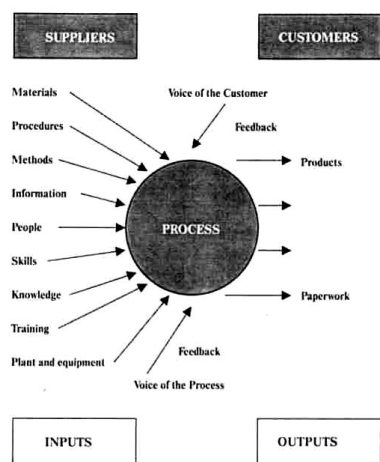 SUPPLIERS
CUSTOMERS
Materials
Voice of the Customer
Procedures
Feedback
Methods
Products
Information
People
PROCESS
Skills
Knowledge
Paperwork
Training
Feedback
Plant and equipment
Voice of the Process
INPUTS
OUTPUTS